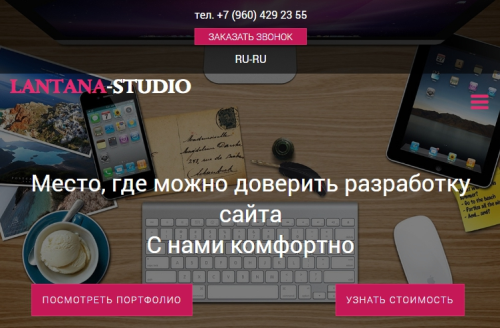 тел. +7 (960) 429 23 55
ЗАКАЗАТЬ ЗВОНОК
RU-RU
LANTANA-STUDIO
Место, где можно доверить разработку
сайта
С нами комфортно
ПОСМОТРЕТЬ ПОРТФОЛИО
УЗНАТЬ СТОИМОСТЬ